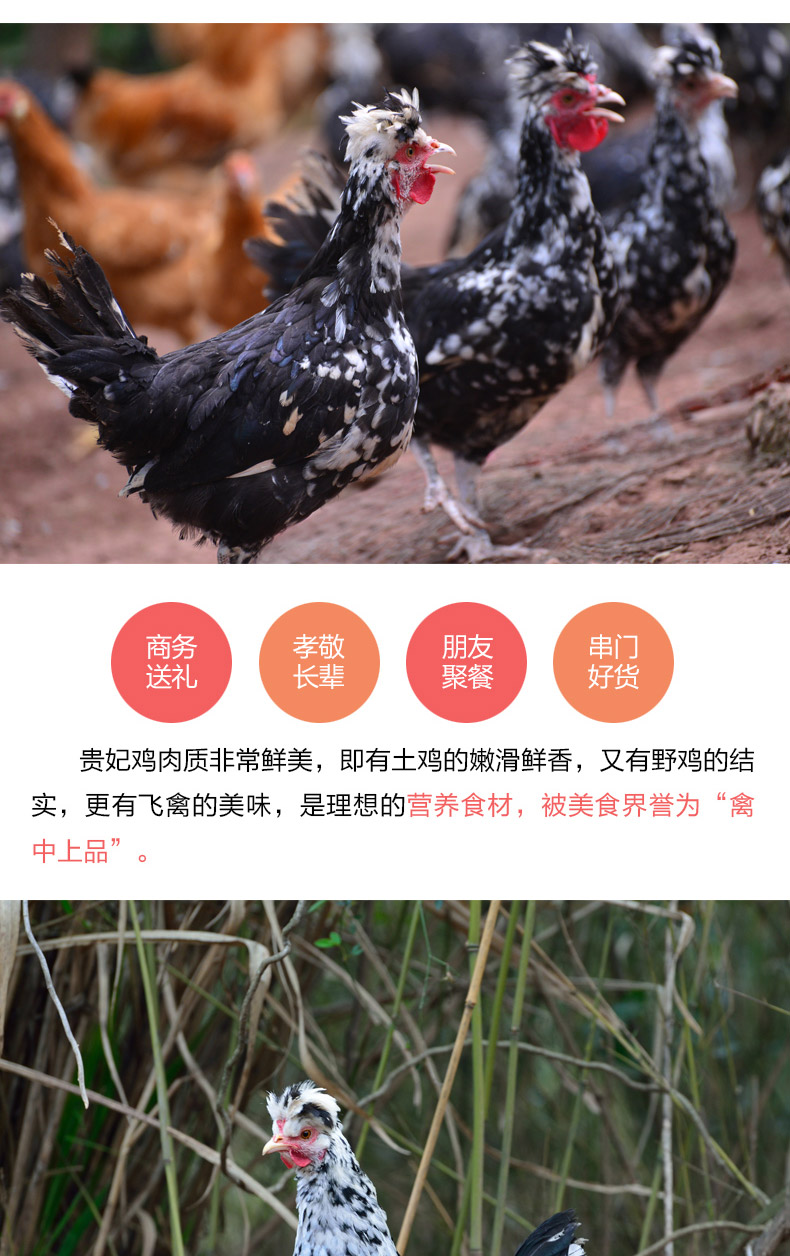 商务
送礼
孝敬
长辈
朋友
聚餐
串门
好货
贵妃鸡肉质非常鲜美，即有土鸡的嫩滑鲜香，又有野鸡的结
实，更有飞禽的美味，是理想的营养食材，被美食界誉为“禽
中上品”。